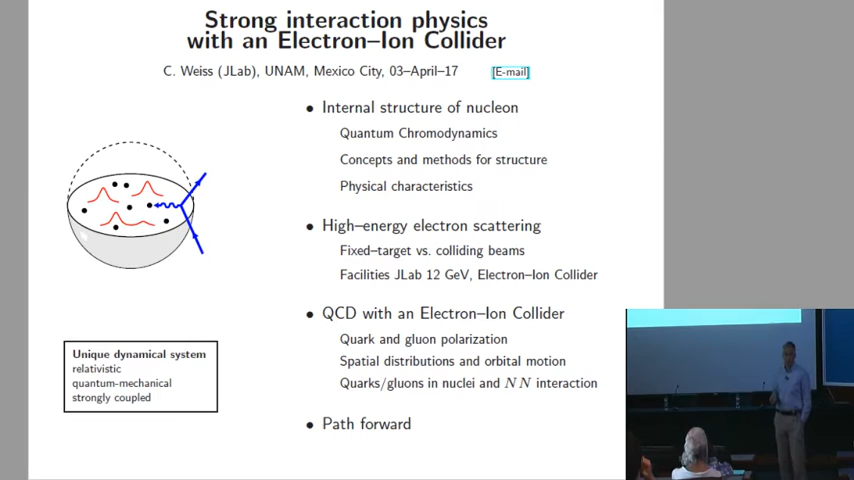 Strong interaction physics
with an Electron–Ion Collider
C. Weiss (JLab), UNAM, Mexico City, 03–April–17 [E-mail]
• Internal structure of nucleon
Quantum Chromodynamics
Concepts and methods for structure
Physical characteristics
• High–energy electron scattering
Fixed–target vs. colliding beams
Facilities JLab 12 GeV, Electron–Ion Collider
• QCD with an Electron–Ion Collider
Quark and gluon polarization
Spatial distributions and orbital motion
Quarks/gluons in nuclei and NN interaction
• Path forward
Unique dynamical system
relativistic
quantum-mechanical
strongly coupled